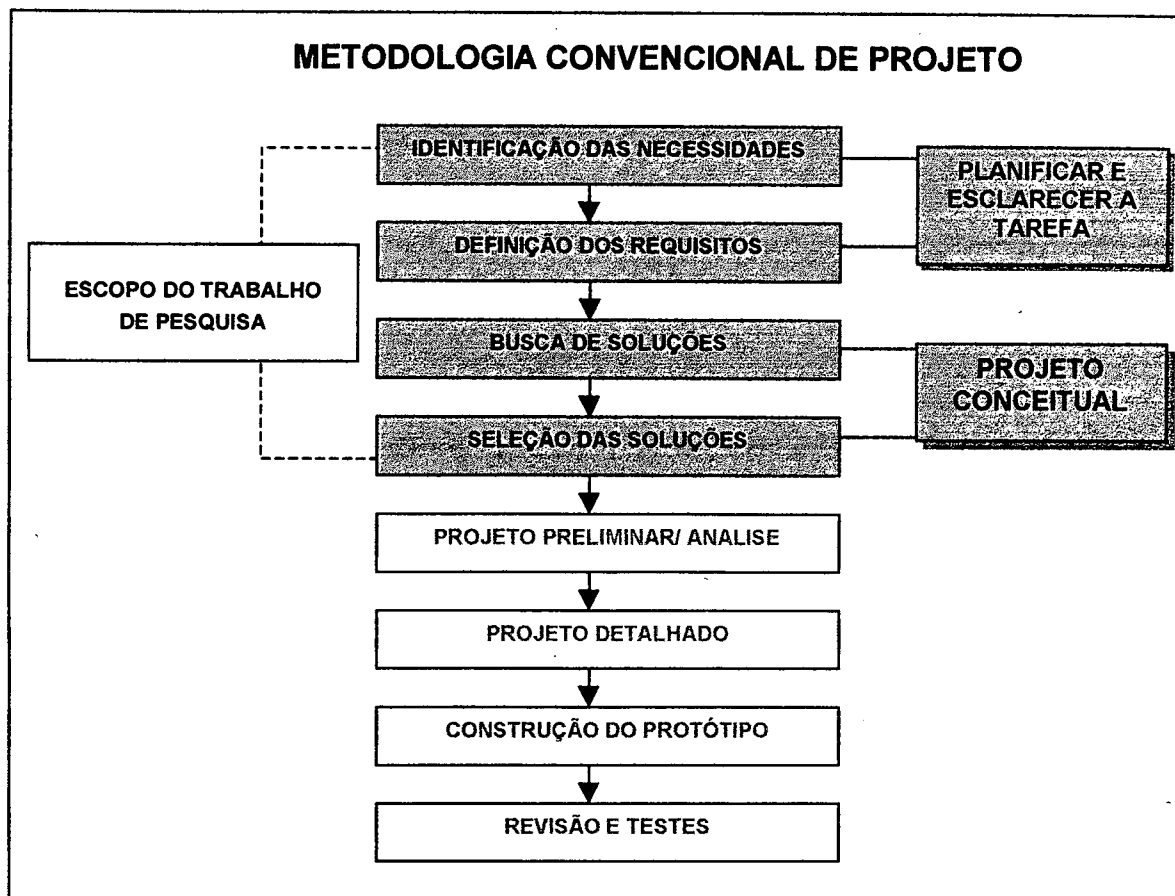 METODOLOGIA CONVENCIONAL DE PROJETO
IDENTIFICAÇÃO DAS NECESSIDADES
PLANIFICAR E
ESCLARECER A
TAREFA
DEFINIÇÃO DOS REQUISITOS
ESCOPO DO TRABALHO
DE PESQUISA
BUSCA DE SOLUÇÕES
PROJETO
CONCEITUAL
SELEÇÃO DAS SOLUÇÕES
PROJETO PRELIMINAR/ ANALISE
PROJETO DETALHADO
CONSTRUÇÃO DO PROTÓTIPO
REVISÃO E TESTES